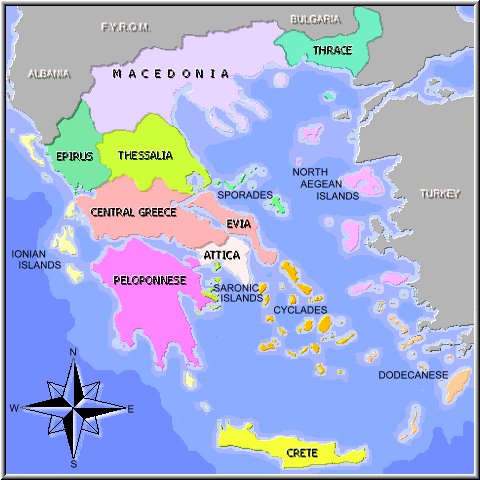 BULGARIA
F.Y.R.O.M.
THRACE
ALBANIA
MACEDONIA
EPIRUS
THESSALIA
NORTH
AEGEAN
ISLANDS
TURKEY
SPORADES
CENTRAL GREECE
EVIA
IONIAN
ISLANDS
ATTICA
PELOPONNESE
SARONIC
ISLANDS
CYCLADES
DODECANESE
N
W
E
S
CRETE